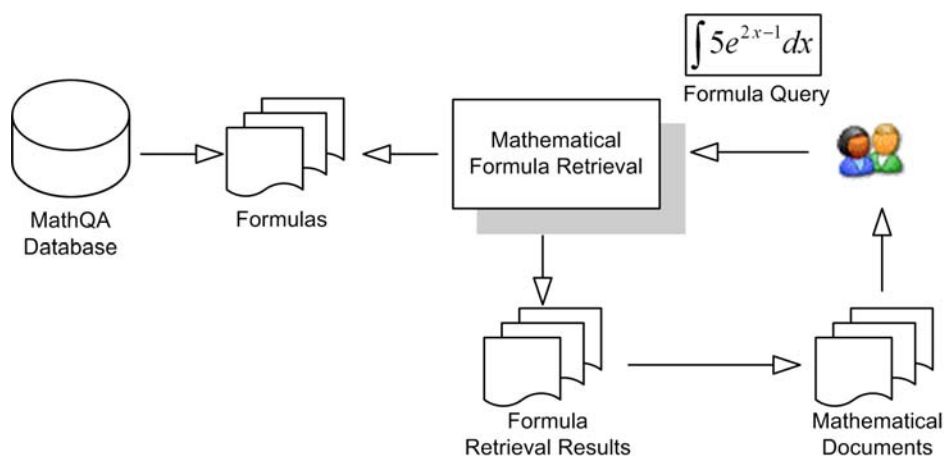 ∫ 5e^{2x−1} dx
Formula Query
Mathematical
Formula Retrieval
MathQA
Database
Formulas
Formula
Retrieval Results
Mathematical
Documents